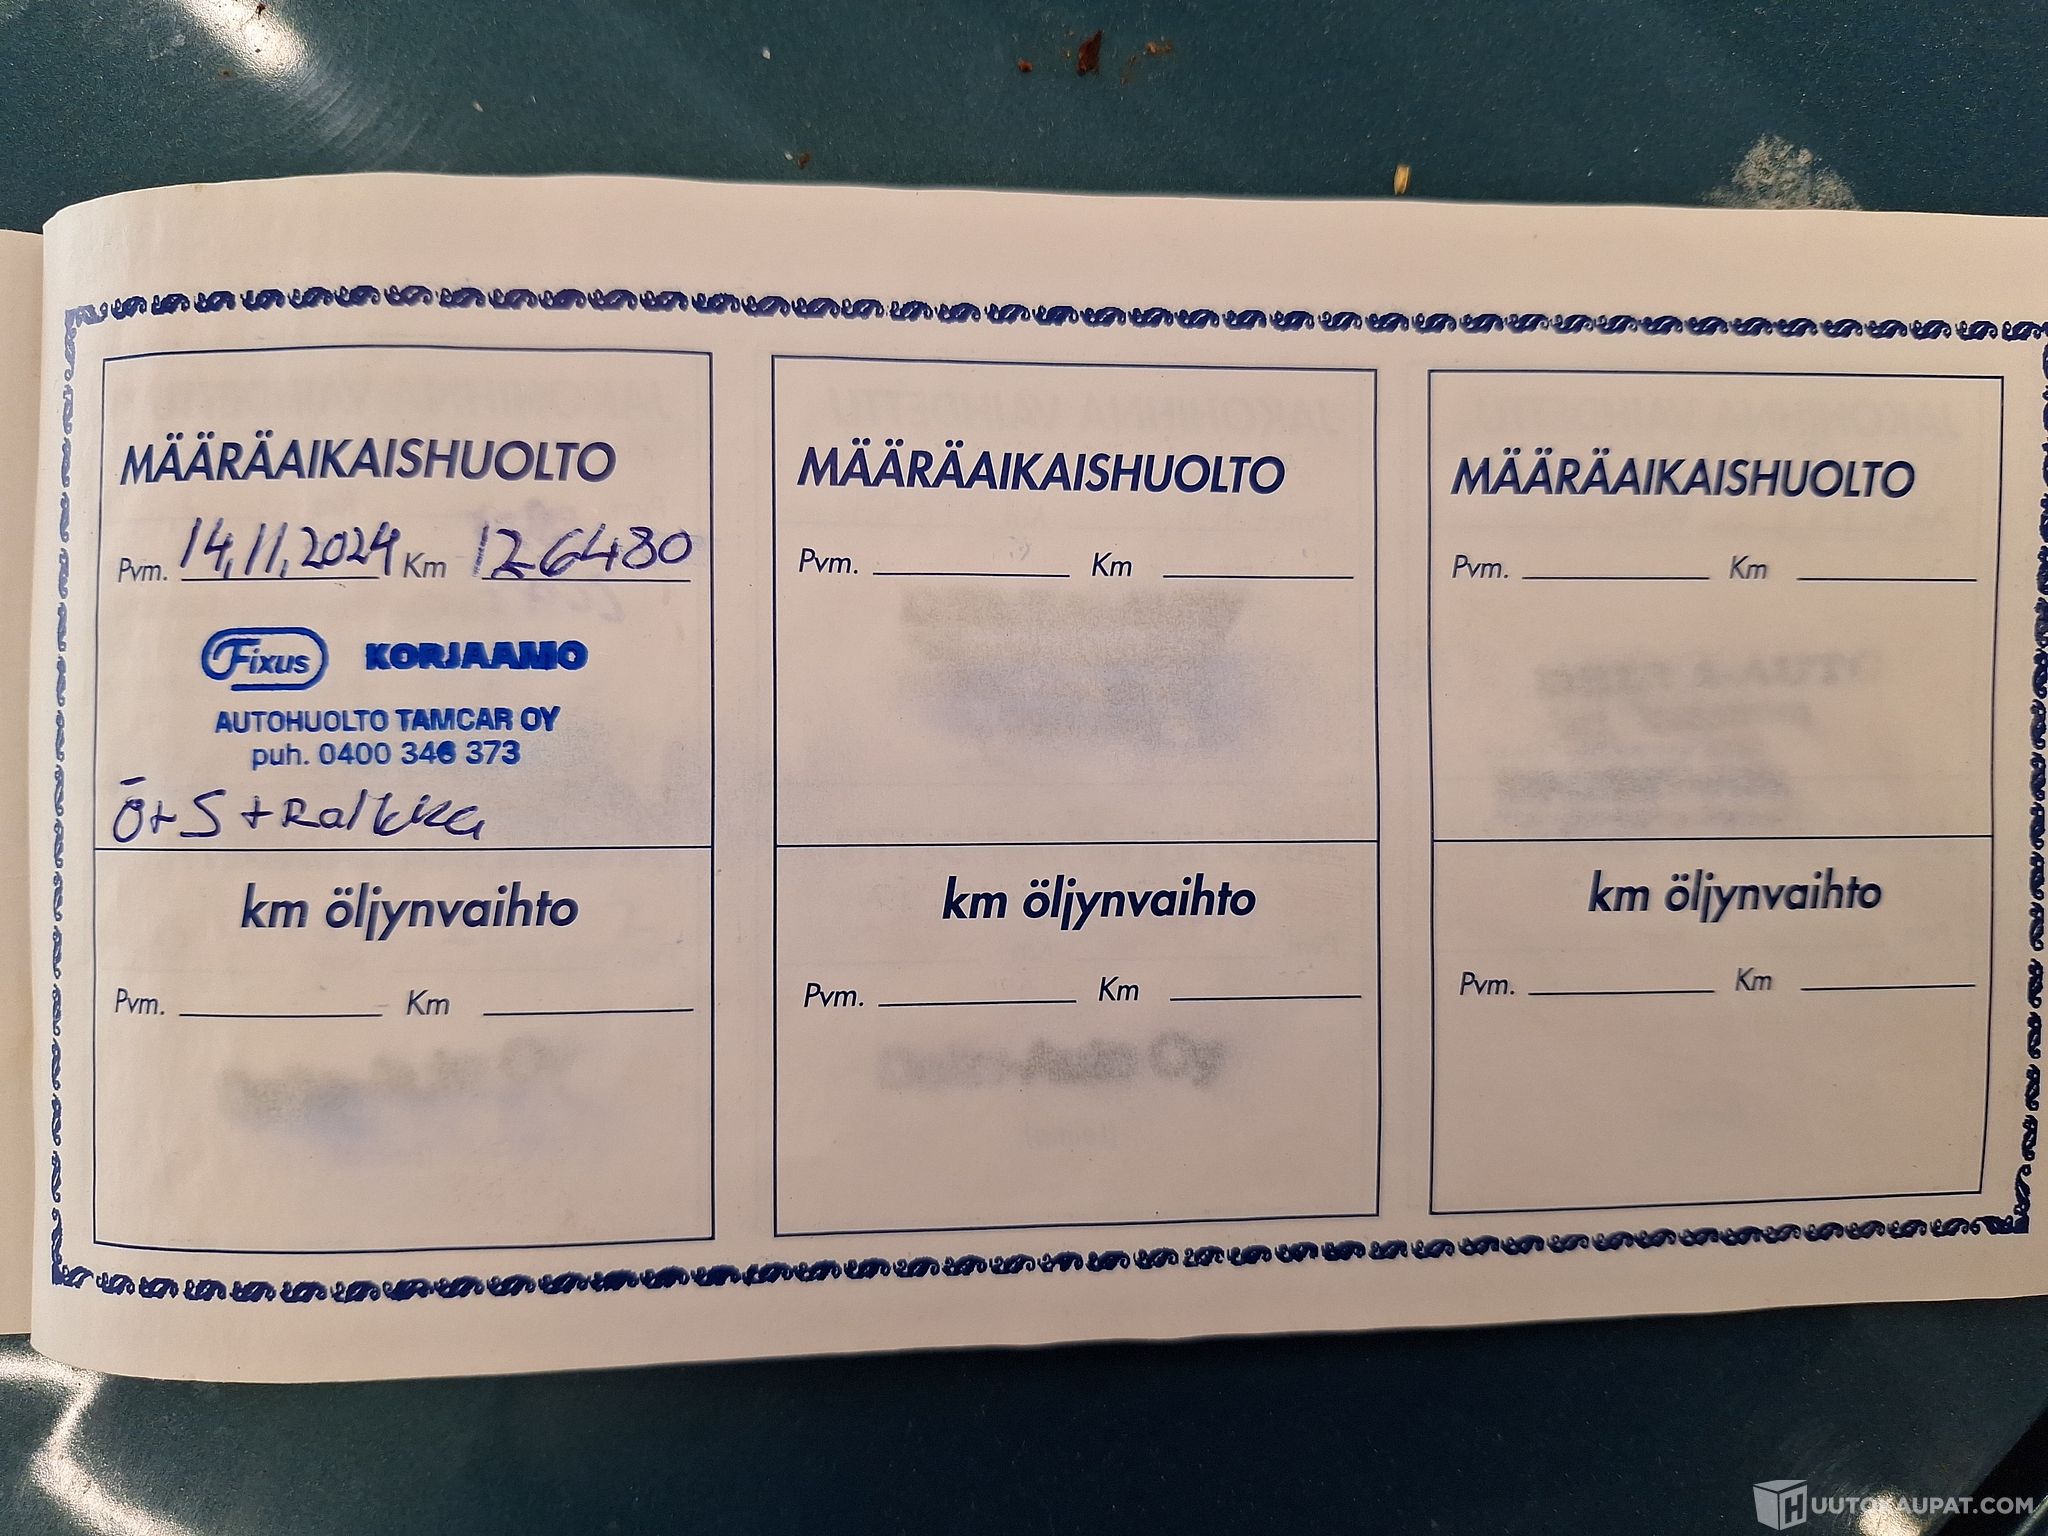 MÄÄRÄAIKAISHUOLTO
Pvm. 14.11.2024 Km 126480
Fixus KORJAAMO
AUTOHUOLTO TAMCAR OY
puh. 0400 346 373
Ö+S+Raikka
km öljynvaihto
Pvm. Km
MÄÄRÄAIKAISHUOLTO
Pvm. Km
km öljynvaihto
Pvm. Km
MÄÄRÄAIKAISHUOLTO
Pvm. Km
km öljynvaihto
Pvm. Km
HUUTOKAUPAT.COM